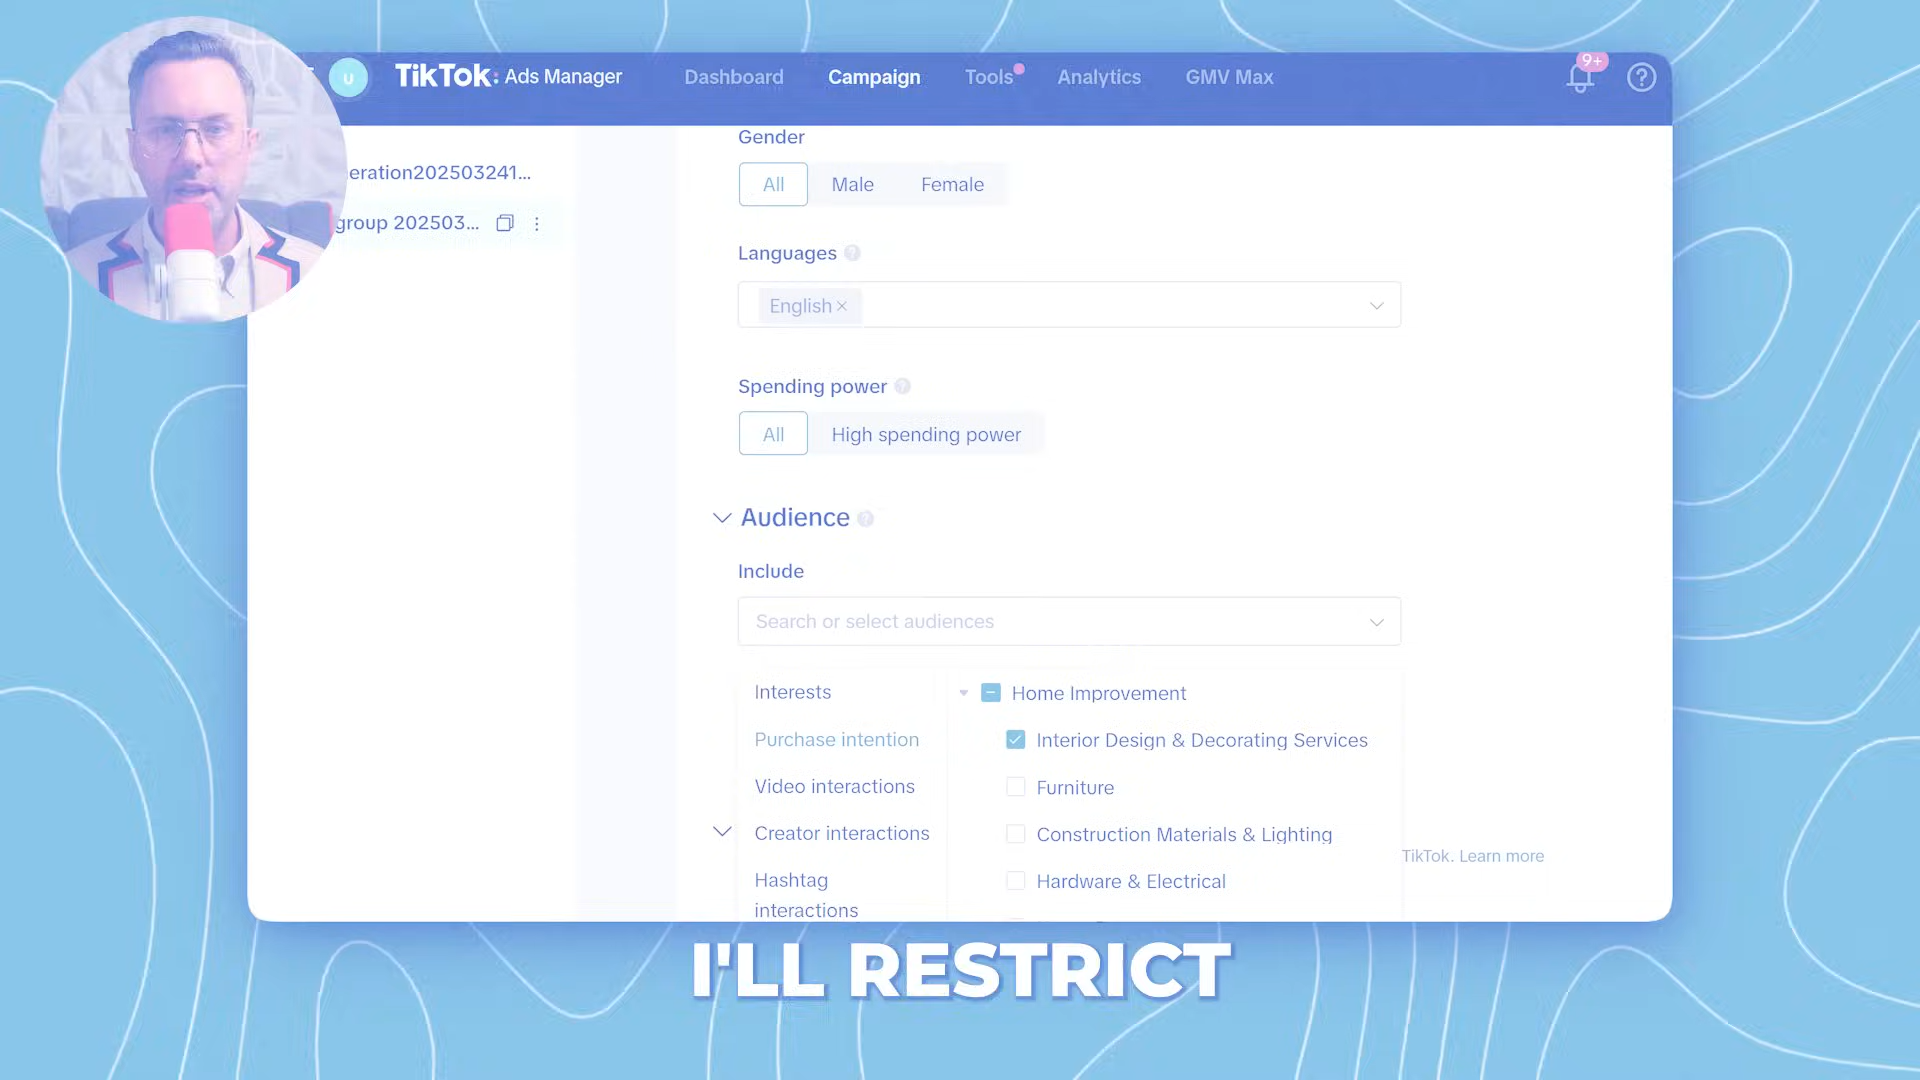 U
TikTok: Ads Manager
Dashboard
Campaign
Tools
Analytics
GMV Max
9+
eration202503241...
group 202503...
Gender
All
Male
Female
Languages
English
Spending power
All
High spending power
Audience
Include
Search or select audiences
Interests
Purchase intention
Video interactions
Creator interactions
Hashtag
interactions
Home Improvement
Interior Design & Decorating Services
Furniture
Construction Materials & Lighting
Hardware & Electrical
TikTok. Learn more
I'LL RESTRICT